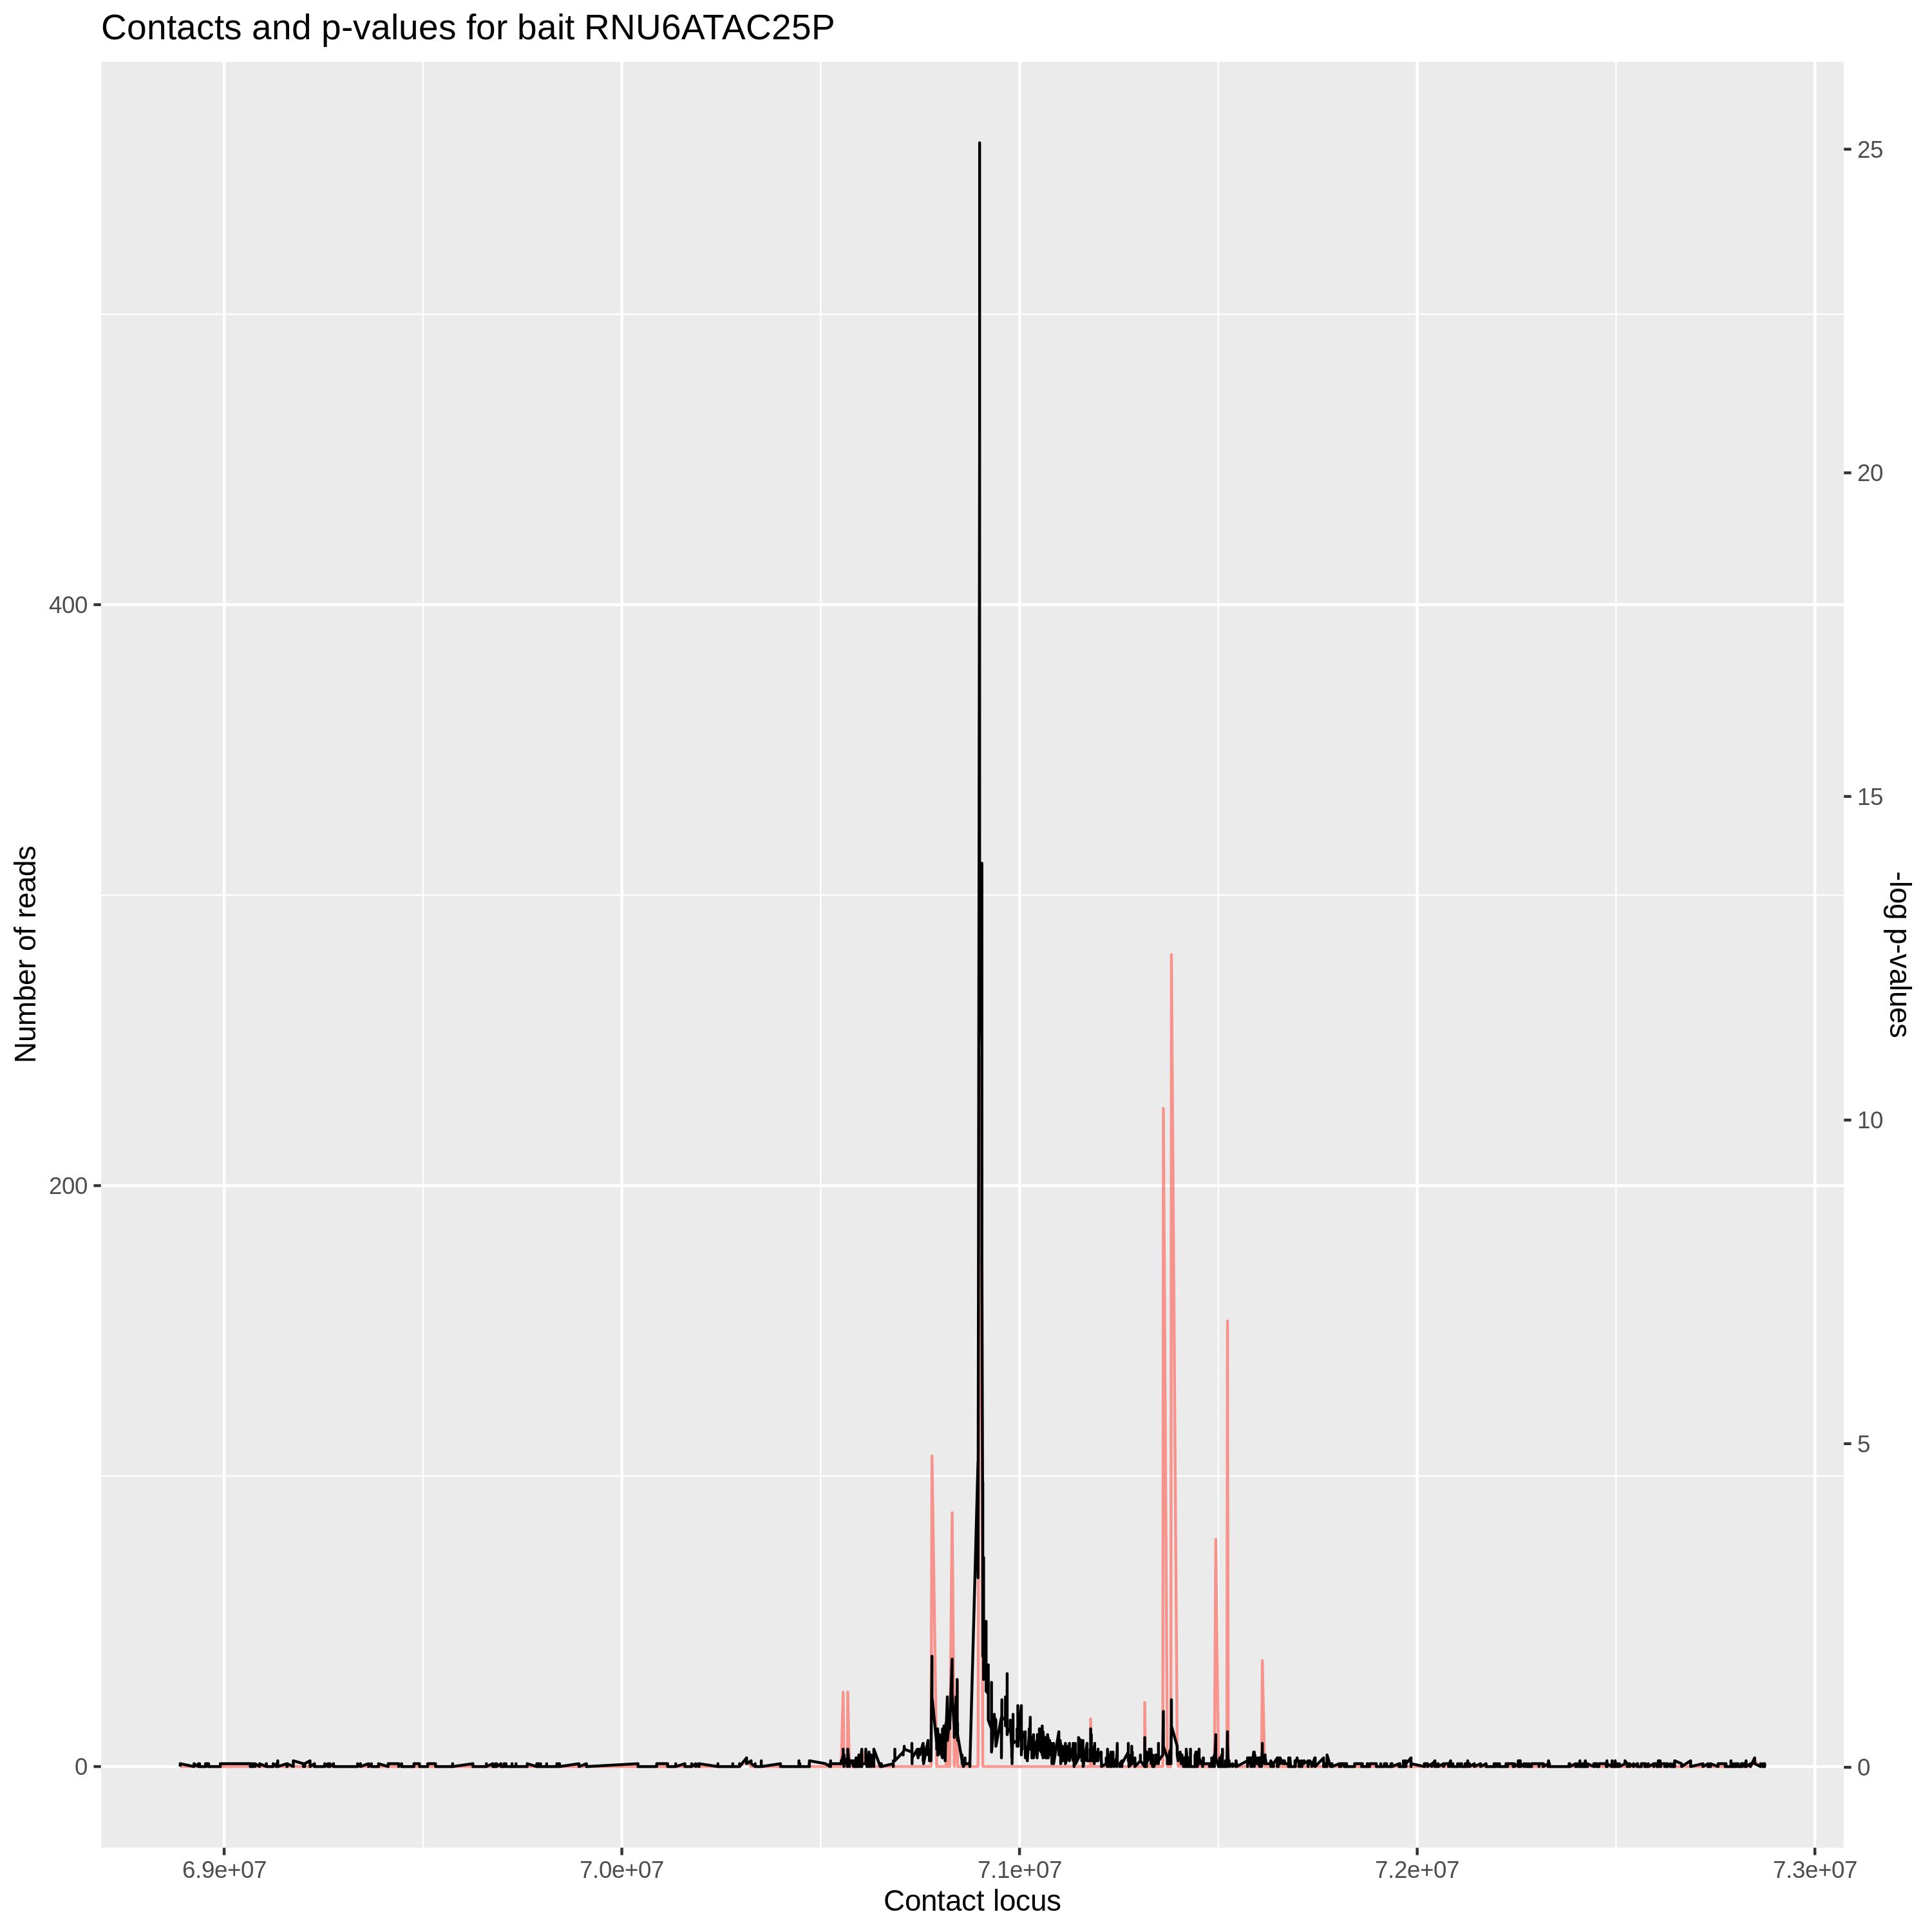 Contacts and p-values for bait RNU6ATAC25P
Number of reads
400
200
0
25
20
15
10
5
0
-log p-values
6.9e+07
7.0e+07
7.1e+07
7.2e+07
7.3e+07
Contact locus